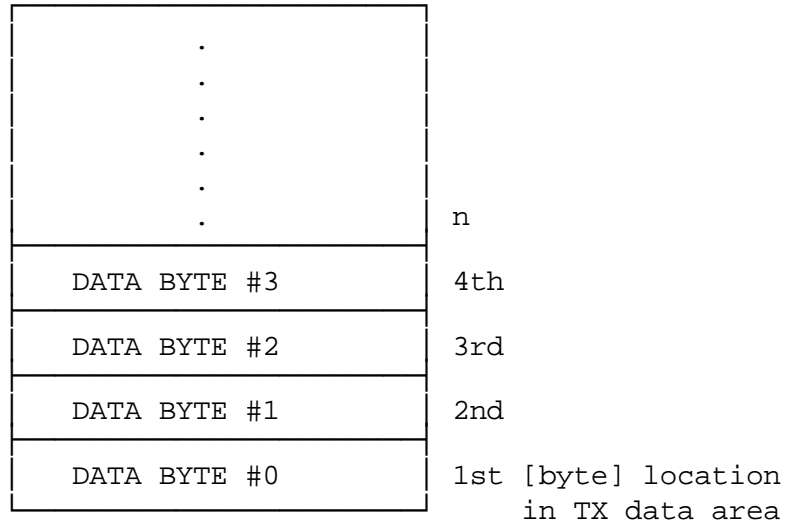 .
.
.
.
.
. n
DATA BYTE #3 4th
DATA BYTE #2 3rd
DATA BYTE #1 2nd
DATA BYTE #0 1st [byte] location
in TX data area